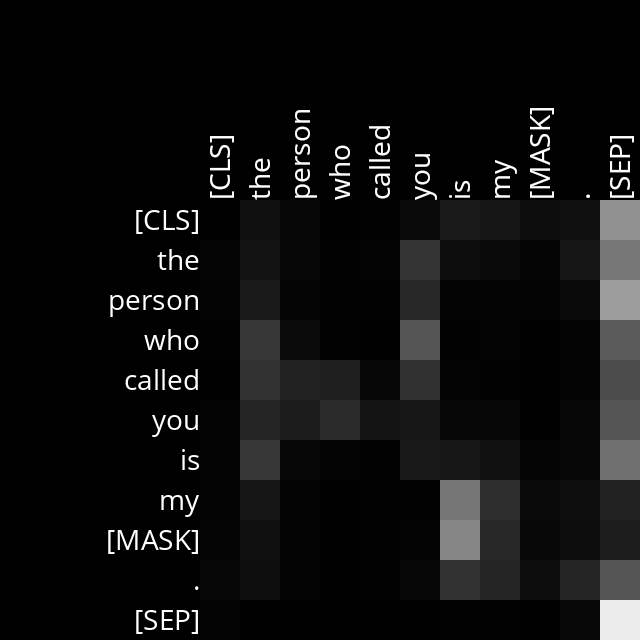 [CLS]
the
person
who
called
you
is
my
[MASK]
.
[SEP]
[CLS]
the
person
who
called
you
is
my
[MASK]
.
[SEP]